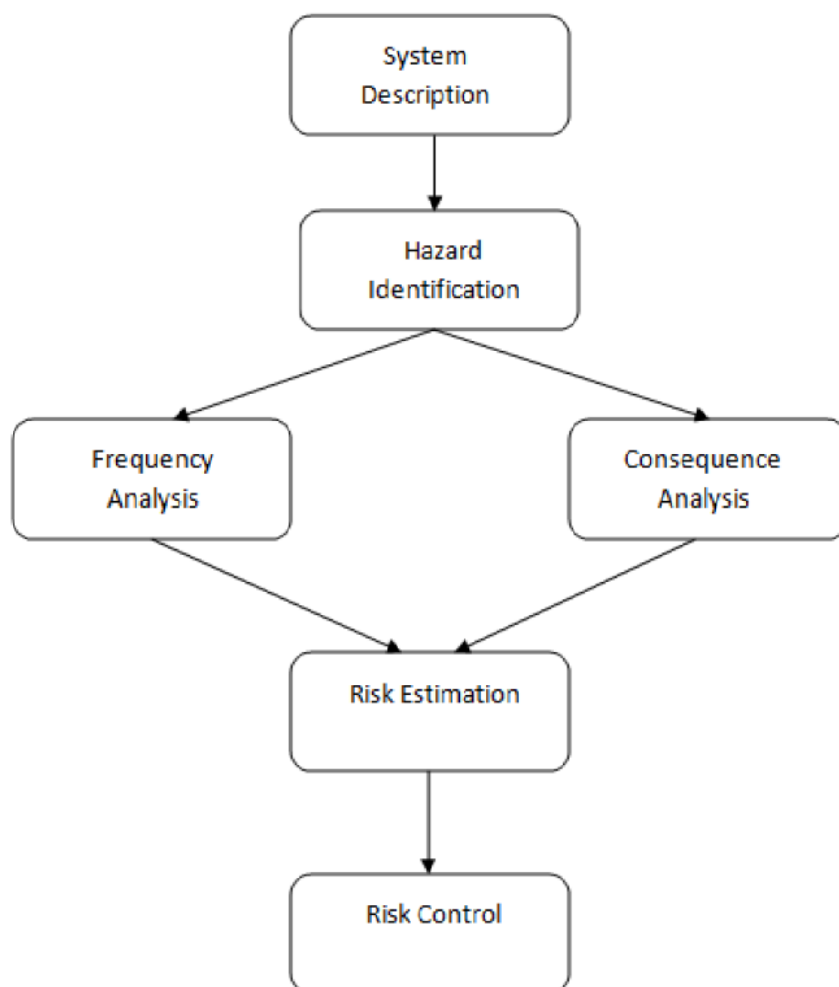 System
Description
Hazard
Identification
Frequency
Analysis
Consequence
Analysis
Risk Estimation
Risk Control